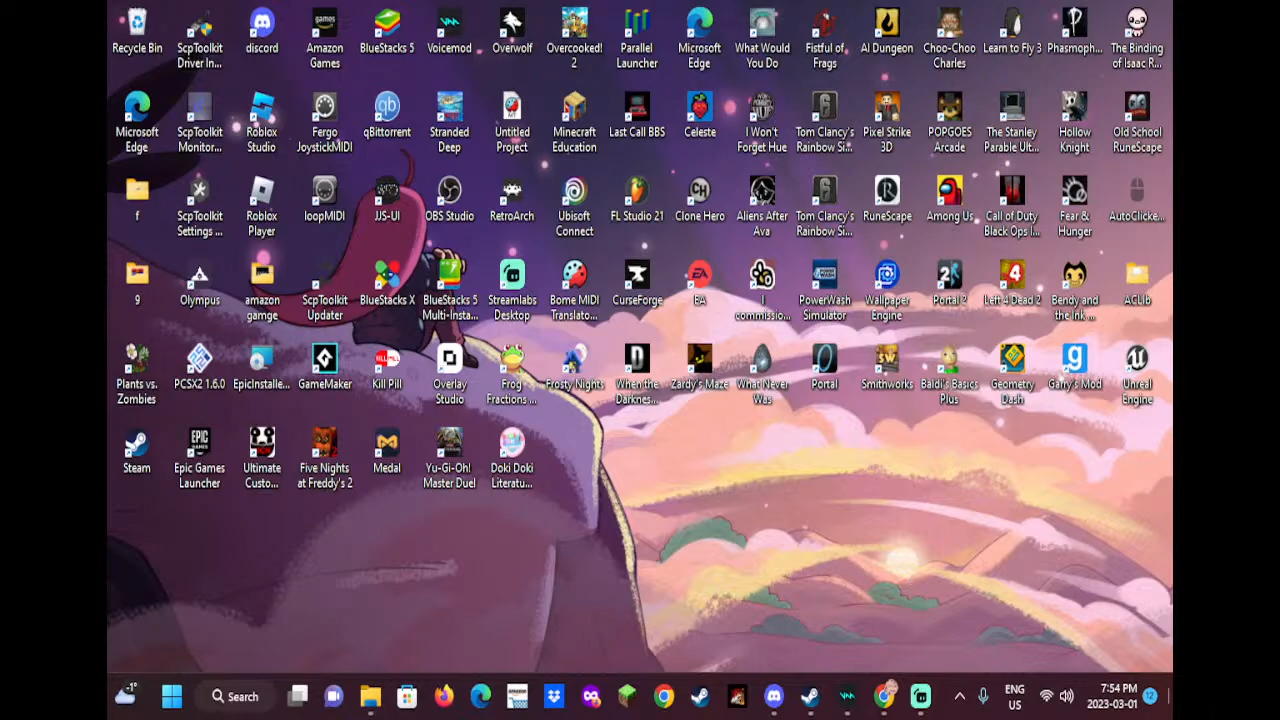 Recycle Bin
ScpToolkit
Driver In...
discord
Amazon
Games
BlueStacks 5
Voicemod
Overwolf
Overcooked!
2
Parallel
Launcher
Microsoft
Edge
What Would
You Do
Fistful of
Frags
AI Dungeon
Choo-Choo
Charles
Learn to Fly 3
Phasmoph...
The Binding
of Isaac R...
Microsoft
Edge
ScpToolkit
Monitor...
Roblox
Studio
Fergo
JoystickMIDI
qBittorrent
Stranded
Deep
Untitled
Project
Minecraft
Education
Last Call BBS
Celeste
I Won't
Forget Hue
Tom Clancy's
Rainbow Si...
Pixel Strike
3D
POPGOES
Arcade
The Stanley
Parable Ult...
Hollow
Knight
Old School
RuneScape
f
ScpToolkit
Settings ...
Roblox
Player
loopMIDI
JJS-UI
OBS Studio
RetroArch
Ubisoft
Connect
FL Studio 21
Clone Hero
Aliens After
Ava
Tom Clancy's
Rainbow Si...
RuneScape
Among Us
Call of Duty
Black Ops I...
Fear &
Hunger
AutoClicke...
9
Olympus
amazon
gamge
ScpToolkit
Updater
BlueStacks X
BlueStacks 5
Multi-Insta...
Streamlabs
Desktop
Bome MIDI
Translato...
CurseForge
EA
I
commissio...
PowerWash
Simulator
Wallpaper
Engine
Portal 2
Left 4 Dead 2
Bendy and
the Ink ...
ACLib
Plants vs.
Zombies
PCSX2 1.6.0
EpicInstalle...
GameMaker
Kill Pill
Overlay
Studio
Frog
Fractions ...
Frosty Nights
When the
Darknes...
Zardy's Maze
What Never
Was
Portal
Smithworks
Baldi's Basics
Plus
Geometry
Dash
Garry's Mod
Unreal
Engine
Steam
Epic Games
Launcher
Ultimate
Custo...
Five Nights
at Freddy's 2
Medal
Yu-Gi-Oh!
Master Duel
Doki Doki
Literatu...
-1°
Search
ENG
US
7:54 PM
2023-03-01
12